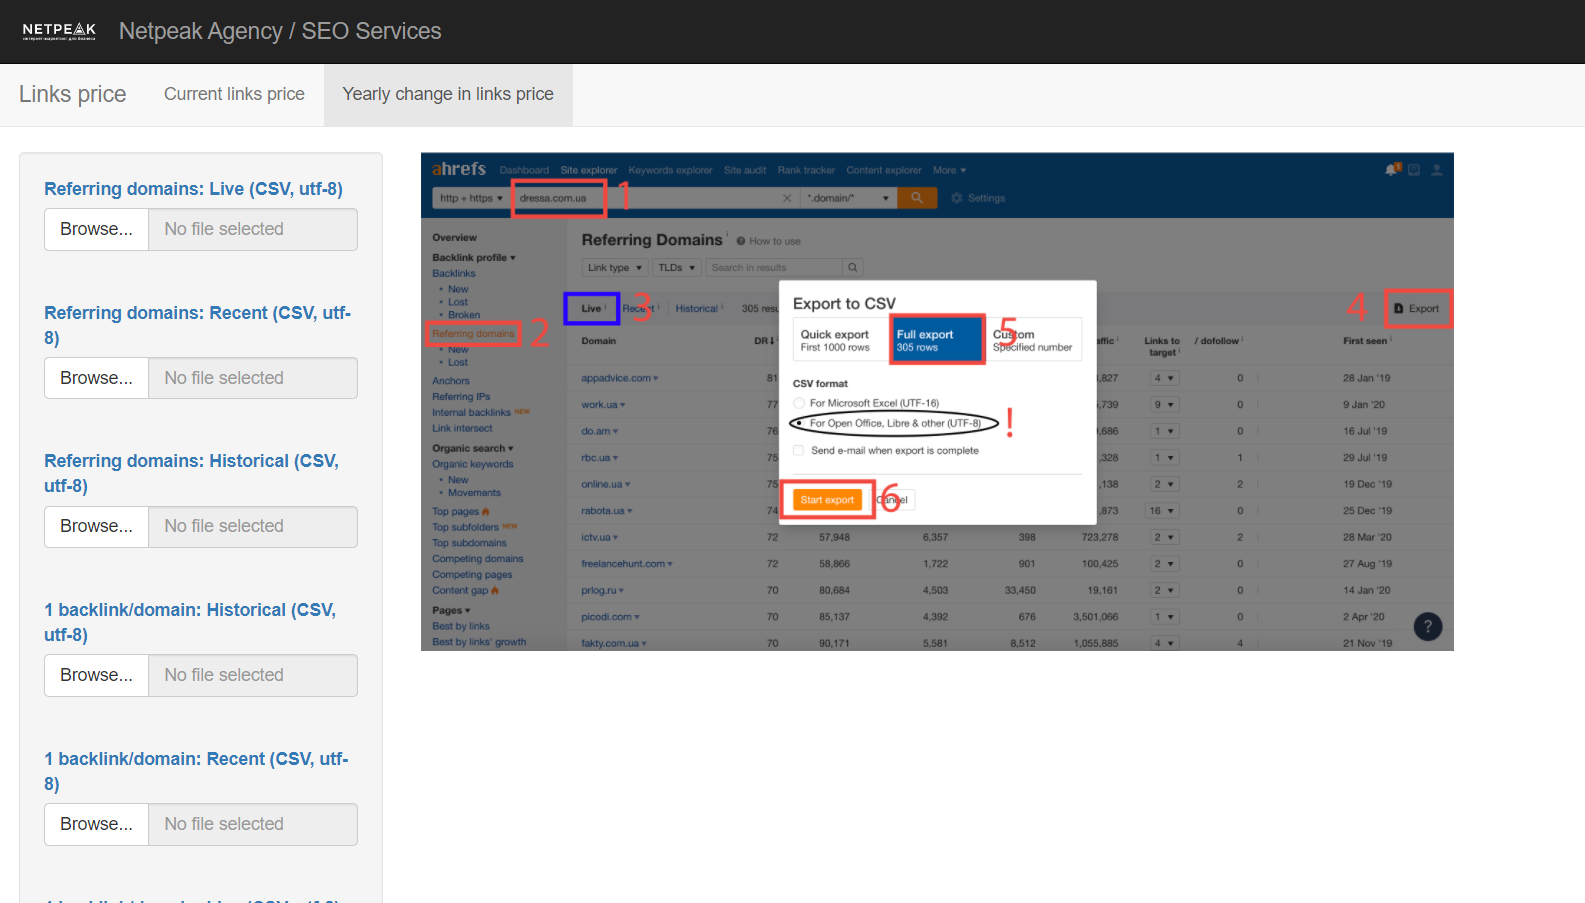 NETPEAK
Netpeak Agency / SEO Services
Links price
Current links price
Yearly change in links price
Referring domains: Live (CSV, utf-8)
Browse...
No file selected
Referring domains: Recent (CSV, utf-
8)
Browse...
No file selected
Referring domains: Historical (CSV,
utf-8)
Browse...
No file selected
1 backlink/domain: Historical (CSV,
utf-8)
Browse...
No file selected
1 backlink/domain: Recent (CSV, utf-
8)
Browse...
No file selected
ahrefs Dashboard Site explorer Keywords explorer Site audit Rank tracker Content explorer More
http + https dressa.com.ua 1 *.domain/* Settings
Overview
Backlink profile
Backlinks
• New
• Lost
• Broken
Referring domains 2
• New
• Lost
Anchors
Referring IPs
Internal backlinks NEW
Link intersect
Organic search
Organic keywords
• New
• Movements
Top pages
Top subfolders NEW
Top subdomains
Competing domains
Competing pages
Content gap
Pages
Best by links
Best by links' growth
Referring Domains How to use
Link type TLDs Search in results
Live Recent 3 Historical 305 resu 4 Export
Domain DR affic Links to target / dofollow First seen
appadvice.com 81 ,827 4 0 28 Jan '19
work.ua 77 ,739 9 0 9 Jan '20
do.am 76 ,686 1 0 16 Jul '19
rbc.ua 75 ,328 1 1 29 Jul '19
online.ua 75 ,138 2 2 19 Dec '19
rabota.ua 74 ,873 16 0 25 Dec '19
ictv.ua 72 57,948 6,357 398 723,278 2 2 28 Mar '20
freelancehunt.com 72 58,866 1,722 901 100,425 2 0 27 Aug '19
prlog.ru 70 80,684 4,503 33,450 19,161 2 0 14 Jan '20
picodi.com 70 85,137 4,392 676 3,501,066 1 0 2 Apr '20
fakty.com.ua 70 90,171 5,581 8,512 1,055,885 4 4 21 Nov '19
Export to CSV
Quick export
First 1000 rows
Full export
305 rows
5
Custom
Specified number
CSV format
For Microsoft Excel (UTF-16)
For Open Office, Libre & other (UTF-8) !
Send e-mail when export is complete
Start export 6 Cancel
?